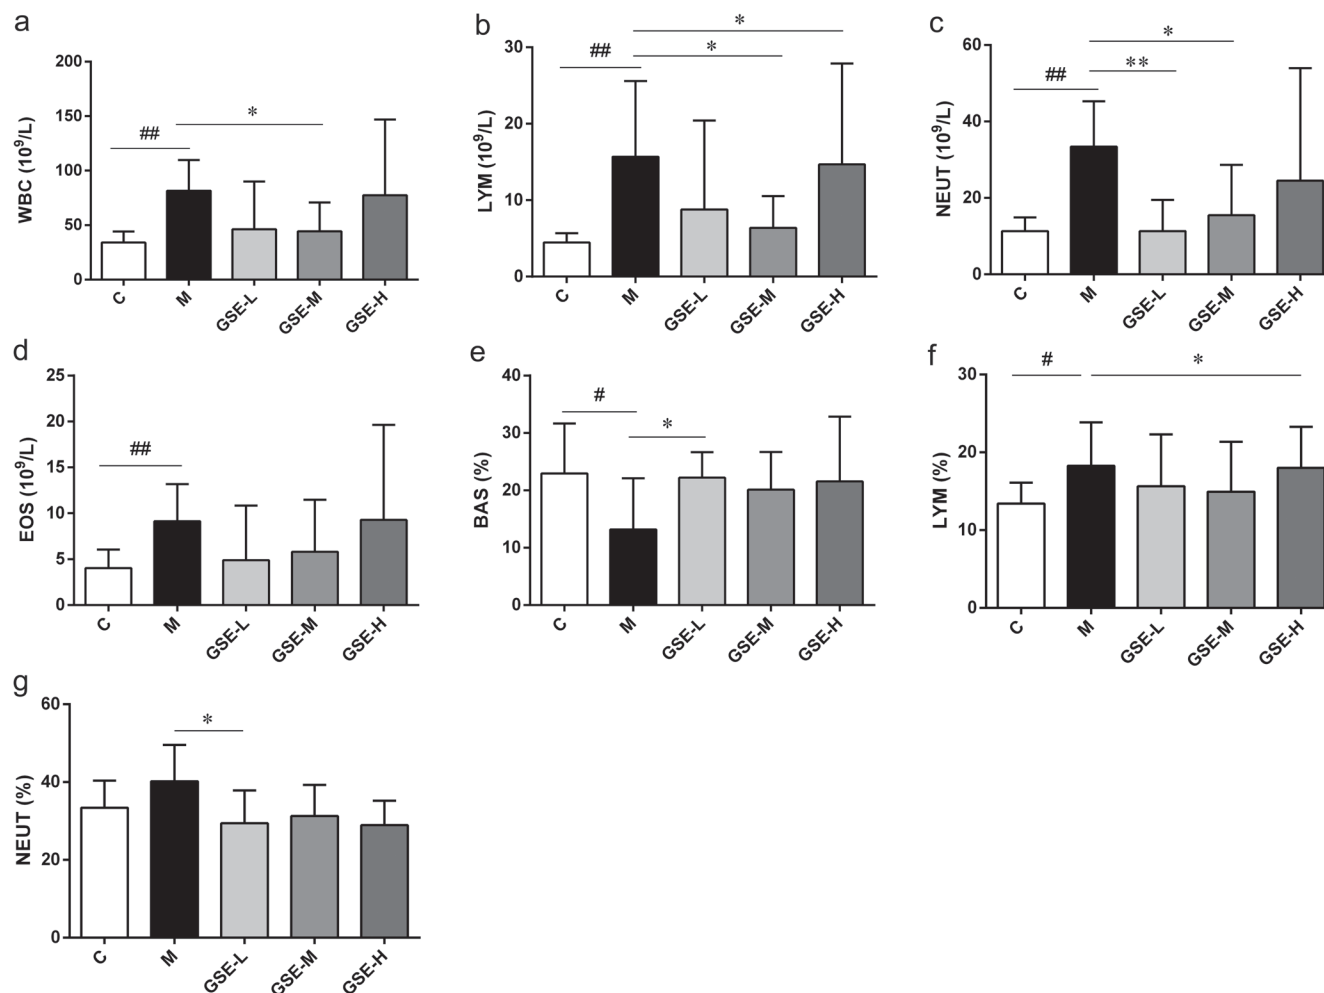 a
WBC (10⁹/L)
200
150
100
50
0
##
*
C
M
GSE-L
GSE-M
GSE-H
b
LYM (10⁹/L)
30
20
10
0
##
*
*
C
M
GSE-L
GSE-M
GSE-H
c
NEUT (10⁹/L)
60
40
20
0
##
**
*
C
M
GSE-L
GSE-M
GSE-H
d
EOS (10⁹/L)
25
20
15
10
5
0
##
C
M
GSE-L
GSE-M
GSE-H
e
BAS (%)
40
30
20
10
0
#
*
C
M
GSE-L
GSE-M
GSE-H
f
LYM (%)
30
20
10
0
#
*
C
M
GSE-L
GSE-M
GSE-H
g
NEUT (%)
60
40
20
0
*
C
M
GSE-L
GSE-M
GSE-H